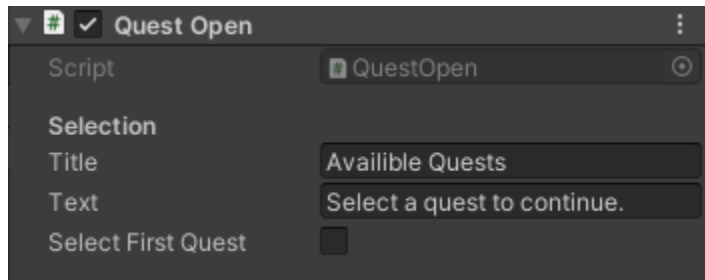 Quest Open
Script QuestOpen
Selection
Title Availible Quests
Text Select a quest to continue.
Select First Quest